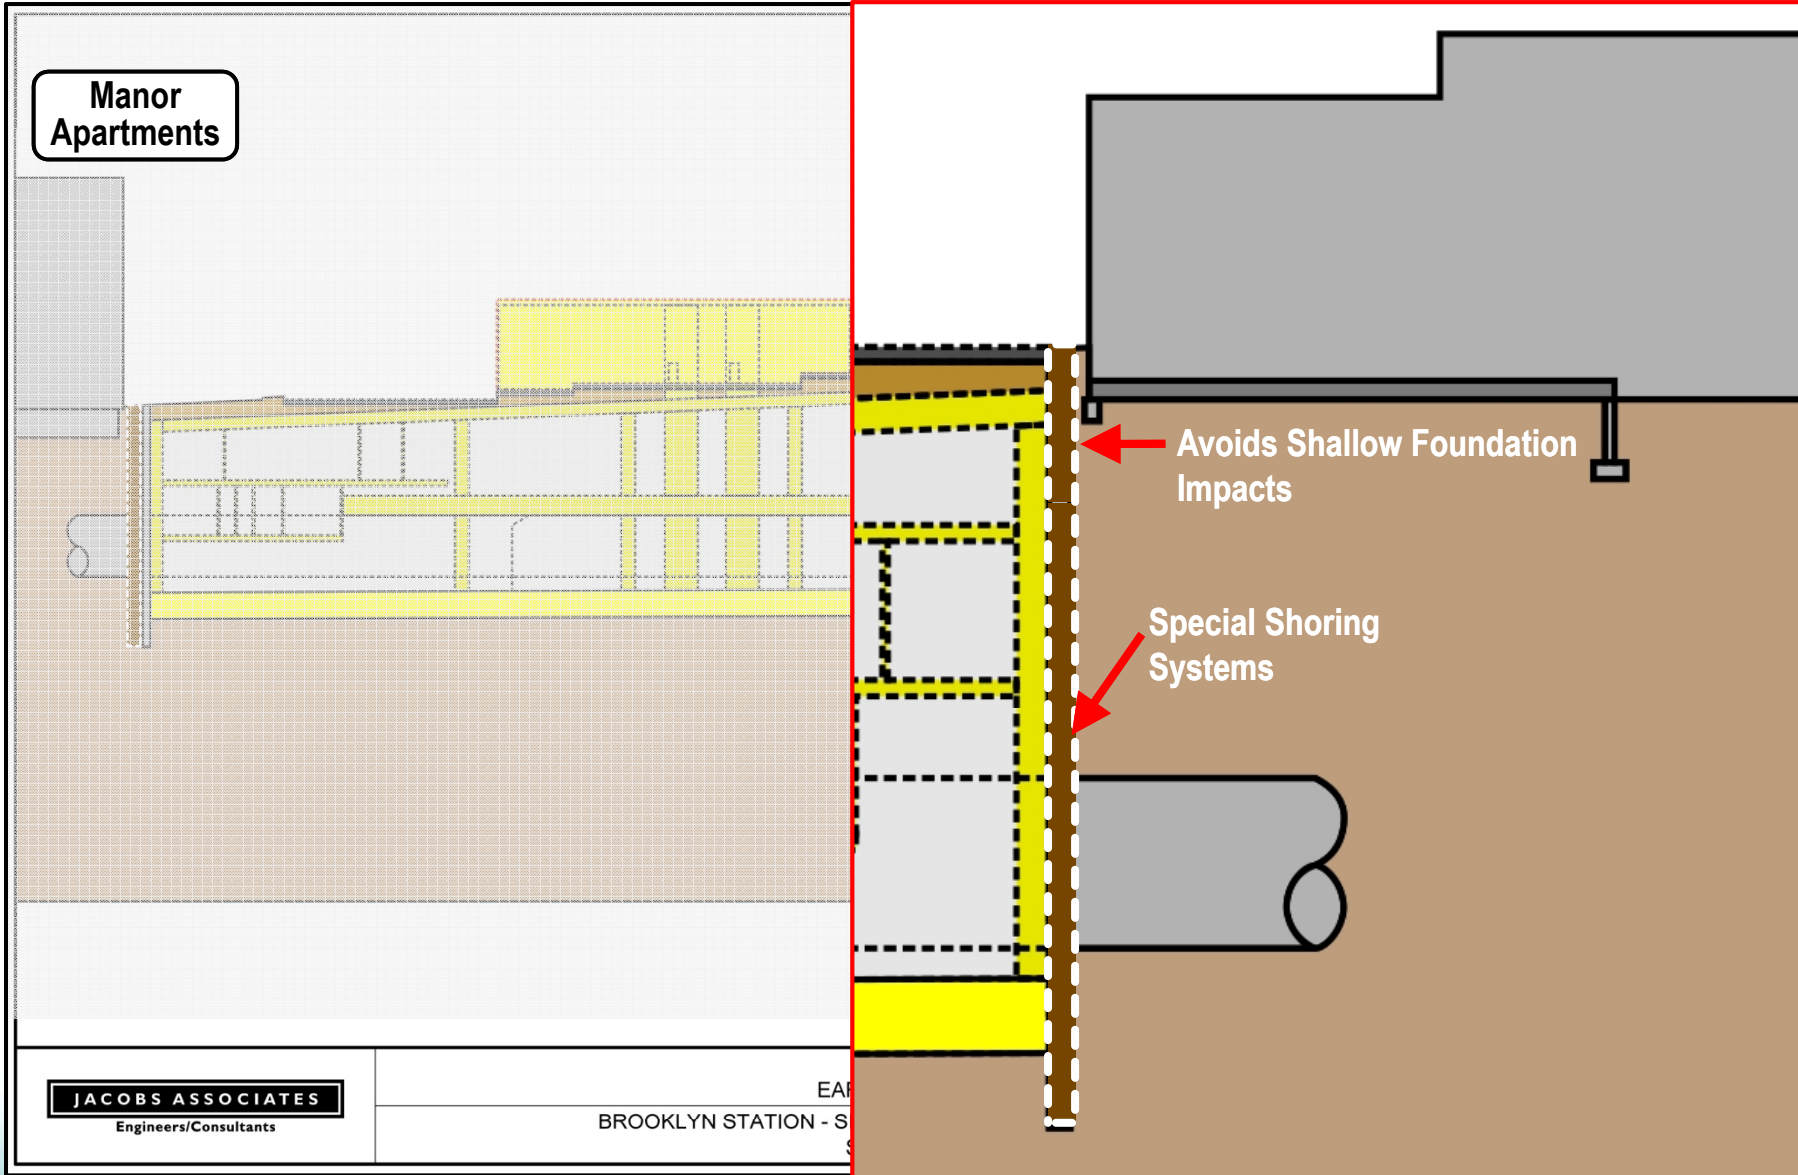 Manor
Apartments
Avoids Shallow Foundation
Impacts
Special Shoring
Systems
JACOBS ASSOCIATES
Engineers/Consultants
BROOKLYN STATION -